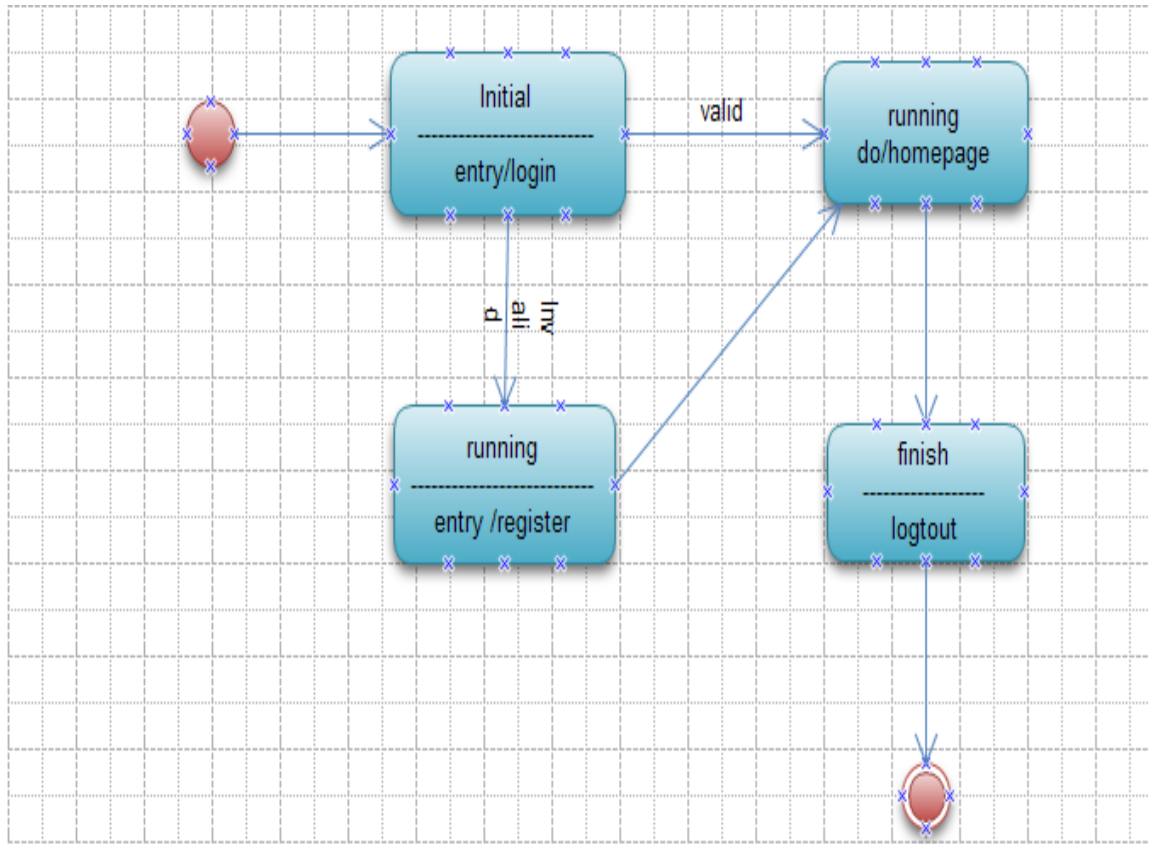 Initial
---------------------------
entry/login
valid
running
do/homepage
Inv
ali
d
running
----------------------------
entry /register
finish
------------------
logtout